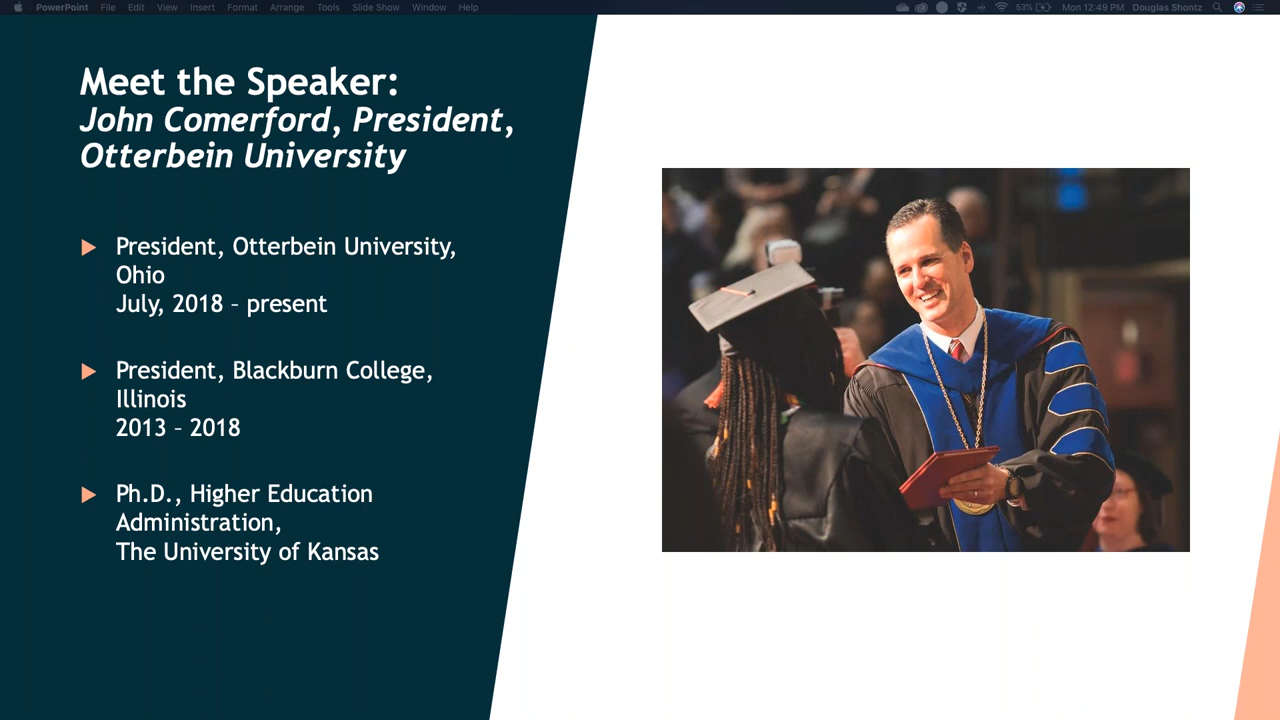 PowerPoint File Edit View Insert Format Arrange Tools Slide Show Window Help 53% Mon 12:49 PM Douglas Shontz
Meet the Speaker:
John Comerford, President,
Otterbein University
President, Otterbein University,
Ohio
July, 2018 – present
President, Blackburn College,
Illinois
2013 – 2018
Ph.D., Higher Education
Administration,
The University of Kansas